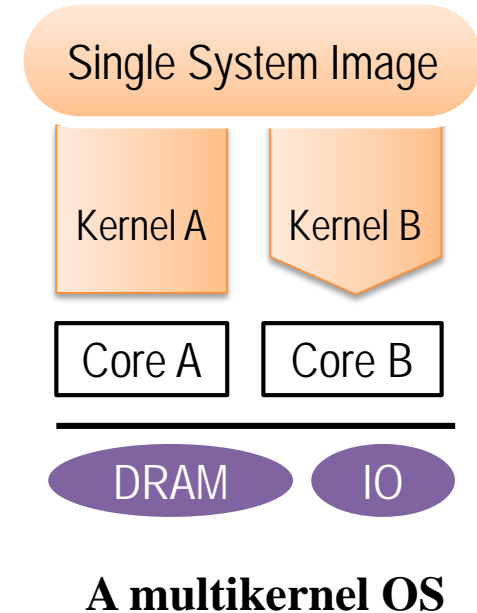 Single System Image
Kernel A
Kernel B
Core A
Core B
DRAM
IO
A multikernel OS